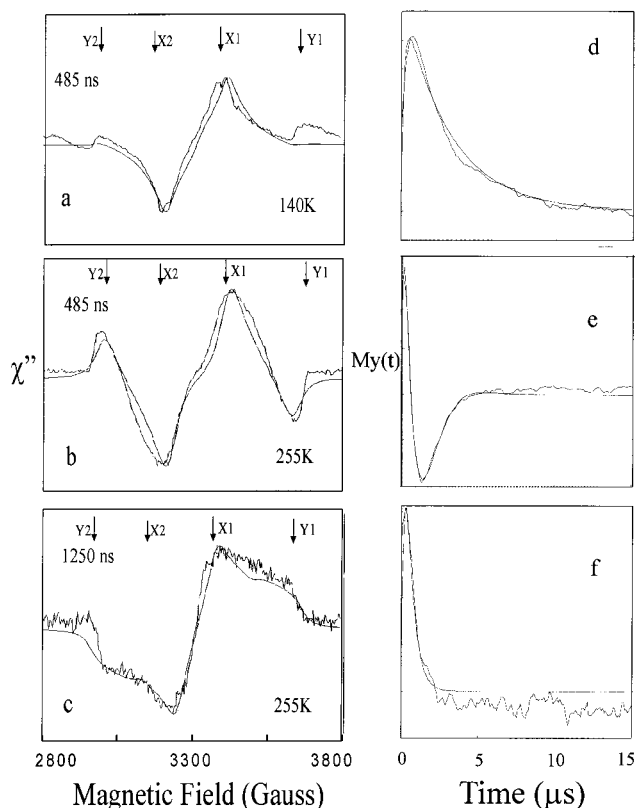 Y2 X2 X1 Y1
485 ns
a
140K
d
Y2 X2 X1 Y1
485 ns
b
255K
e
χ”
My(t)
Y2 X2 X1 Y1
1250 ns
c
255K
f
2800 3300 3800
0 5 10 15
Magnetic Field (Gauss)
Time (μs)